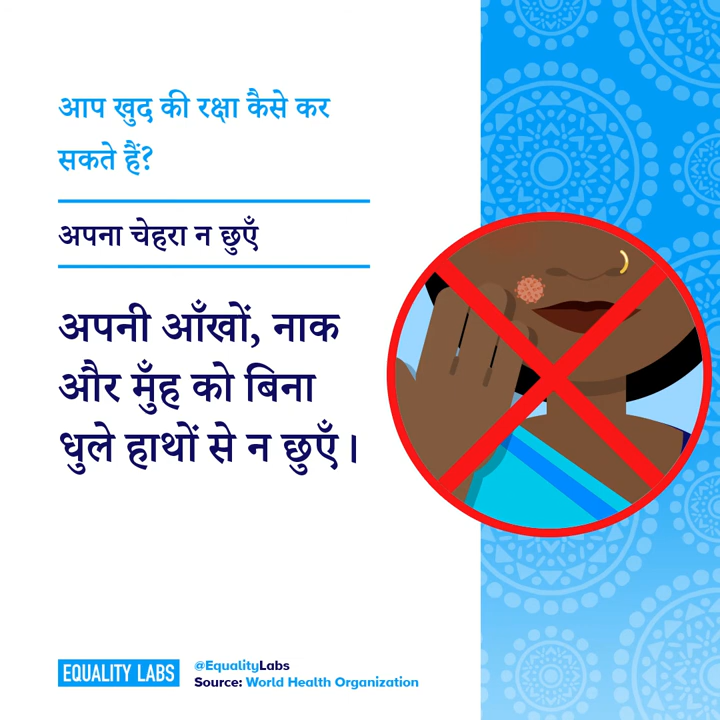 आप खुद की रक्षा कैसे कर
सकते हैं?
अपना चेहरा न छुएँ
अपनी आँखों, नाक
और मुँह को बिना
धुले हाथों से न छुएँ।
EQUALITY LABS
@EqualityLabs
Source: World Health Organization